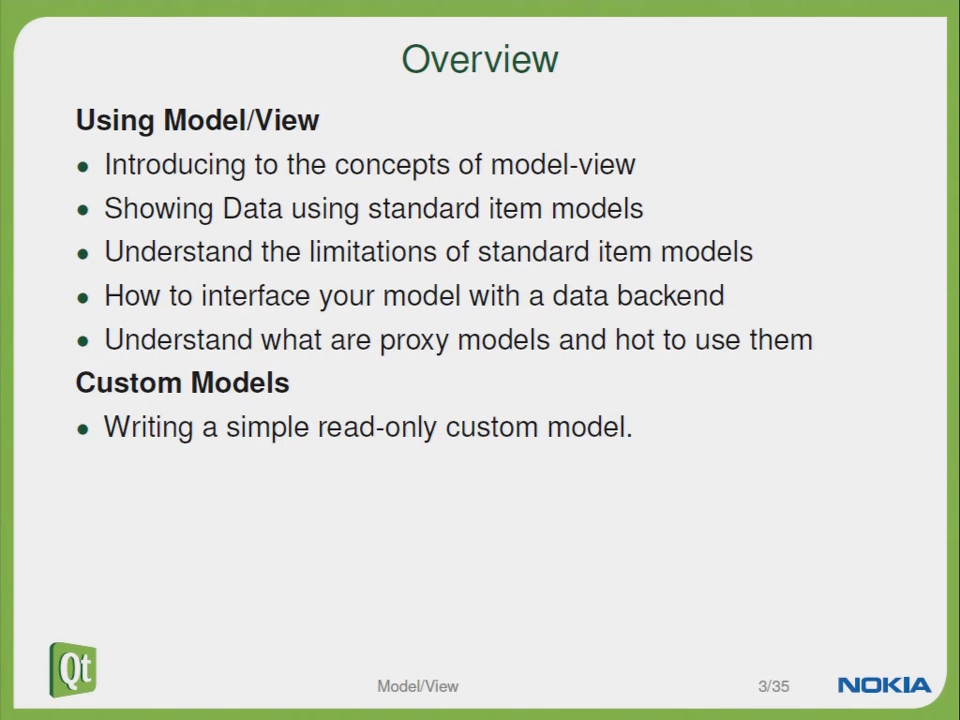 Overview
Using Model/View
• Introducing to the concepts of model-view
• Showing Data using standard item models
• Understand the limitations of standard item models
• How to interface your model with a data backend
• Understand what are proxy models and hot to use them
Custom Models
• Writing a simple read-only custom model.
Qt
Model/View
3/35
NOKIA